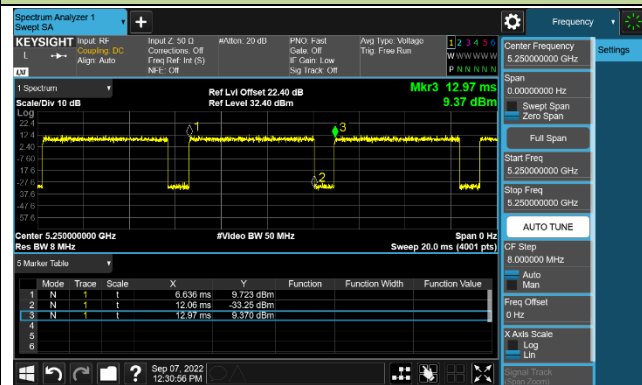 Spectrum Analyzer 1
Swept SA
Frequency
KEYSIGHT
L
LXI
Input: RF
Coupling: DC
Align: Auto
Input Z: 50 Ω
Corrections: Off
Freq Ref: Int (S)
NFE: Off
#Atten: 20 dB
PNO: Fast
Gate: Off
IF Gain: Low
Sig Track: Off
Avg Type: Voltage
Trig: Free Run
1 2 3 4 5 6
W W W W W W
P N N N N N
Center Frequency
5.250000000 GHz
Settings
Span
0.00000000 Hz
Swept Span
Zero Span
Full Span
Start Freq
5.250000000 GHz
Stop Freq
5.250000000 GHz
AUTO TUNE
CF Step
8.000000 MHz
Auto
Man
Freq Offset
0 Hz
X Axis Scale
Log
Lin
Signal Track
(Span Zoom)
1 Spectrum
Scale/Div 10 dB
Ref Lvl Offset 22.40 dB
Ref Level 32.40 dBm
Mkr3 12.97 ms
9.37 dBm
Log
22.4
12.4
2.40
-7.60
-17.6
-27.6
-37.6
-47.6
-57.6
1
2
3
Center 5.250000000 GHz
Res BW 8 MHz
#Video BW 50 MHz
Span 0 Hz
Sweep 20.0 ms (4001 pts)
5 Marker Table
Mode Trace Scale X Y Function Function Width Function Value
1 N 1 t 6.636 ms 9.723 dBm
2 N 1 t 12.06 ms -33.25 dBm
3 N 1 t 12.97 ms 9.370 dBm
4
5
6
?
Sep 07, 2022
12:30:56 PM